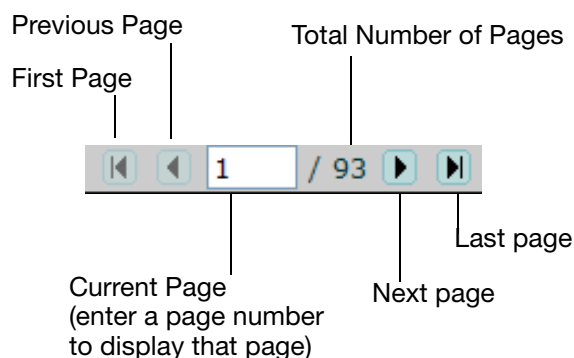 Previous Page
Total Number of Pages
First Page
1 / 93
Last page
Current Page
(enter a page number
to display that page)
Next page